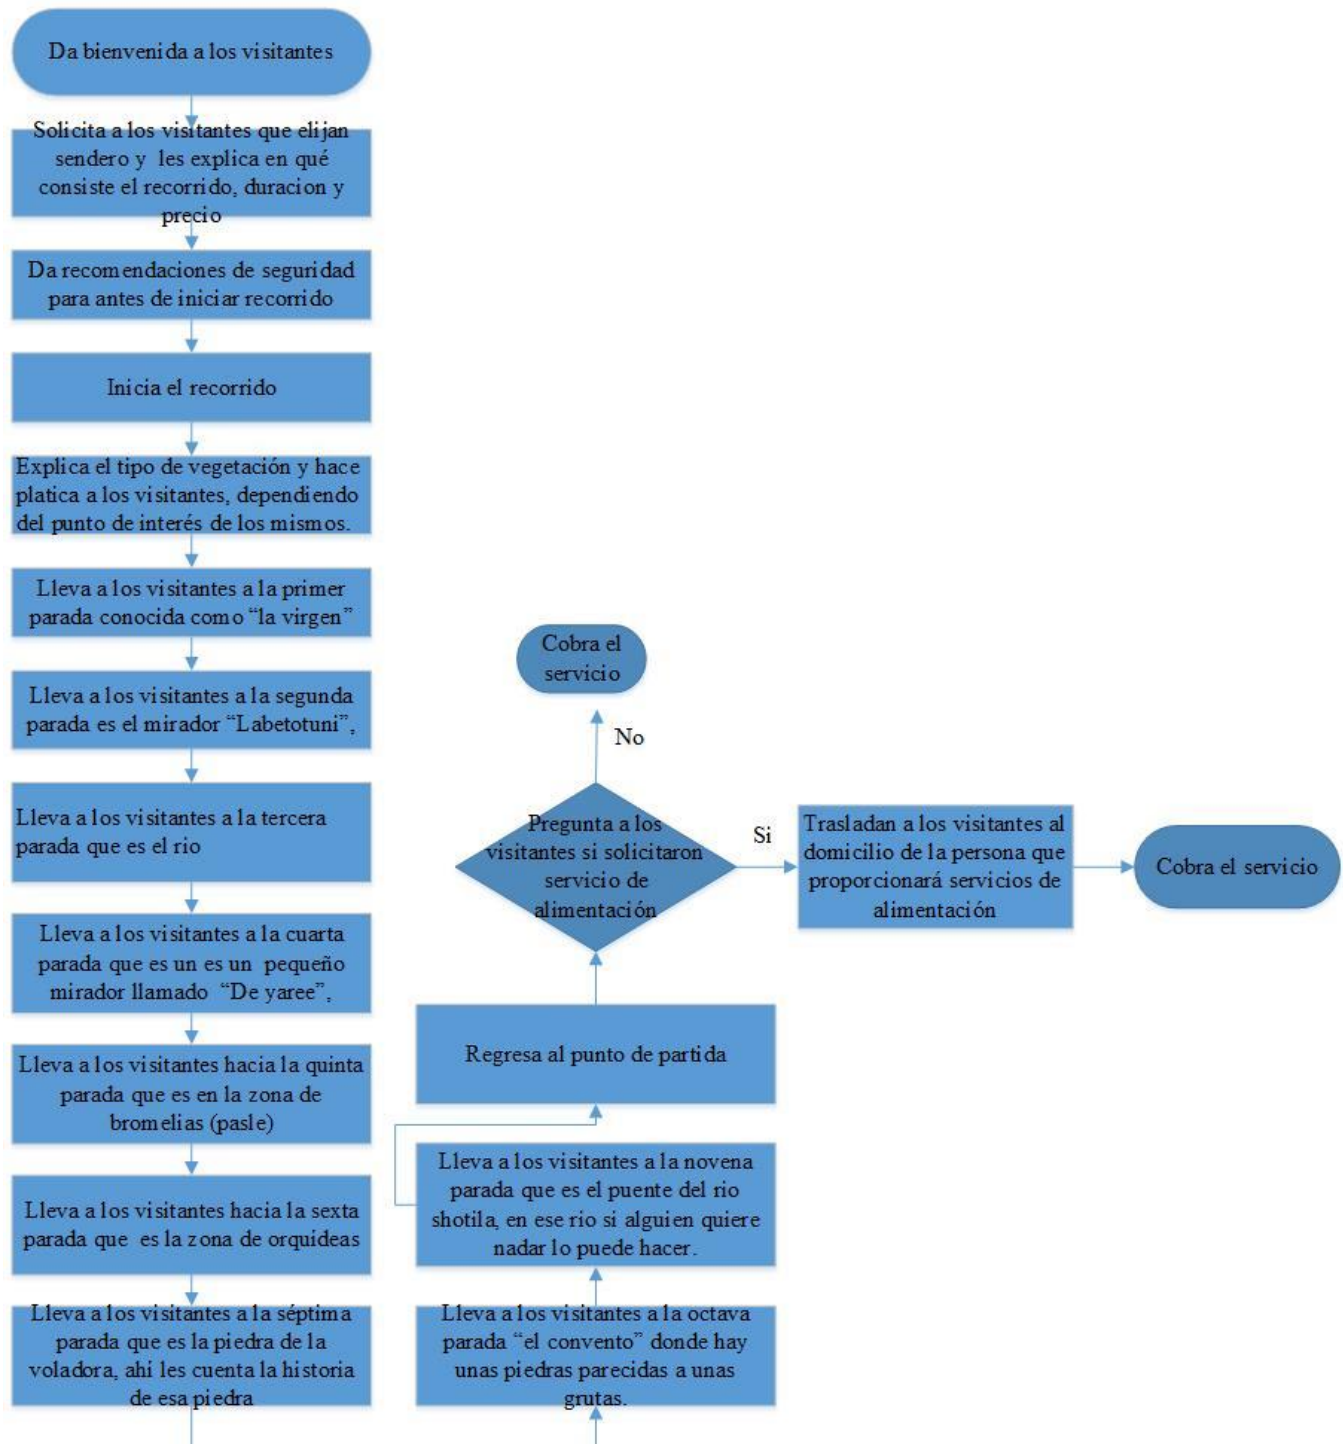 Da bienvenida a los visitantes
Solicita a los visitantes que elijan
sendero y les explica en qué
consiste el recorrido, duracion y
precio
Da recomendaciones de seguridad
para antes de iniciar recorrido
Inicia el recorrido
Explica el tipo de vegetación y hace
platica a los visitantes, dependiendo
del punto de interés de los mismos.
Lleva a los visitantes a la primer
parada conocida como “la virgen”
Lleva a los visitantes a la segunda
parada es el mirador “Labetotuni”,
Lleva a los visitantes a la tercera
parada que es el rio
Lleva a los visitantes a la cuarta
parada que es un es un pequeño
mirador llamado “De yaree”,
Lleva a los visitantes hacia la quinta
parada que es en la zona de
bromelias (pasle)
Lleva a los visitantes hacia la sexta
parada que es la zona de orquídeas
Lleva a los visitantes a la séptima
parada que es la piedra de la
voladora, ahí les cuenta la historia
de esa piedra
Lleva a los visitantes a la octava
parada “el convento” donde hay
unas piedras parecidas a unas
grutas.
Lleva a los visitantes a la novena
parada que es el puente del rio
shotila, en ese rio si alguien quiere
nadar lo puede hacer.
Regresa al punto de partida
Pregunta a los
visitantes si solicitaron
servicio de
alimentación
No
Cobra el
servicio
Si
Trasladan a los visitantes al
domicilio de la persona que
proporcionará servicios de
alimentación
Cobra el servicio